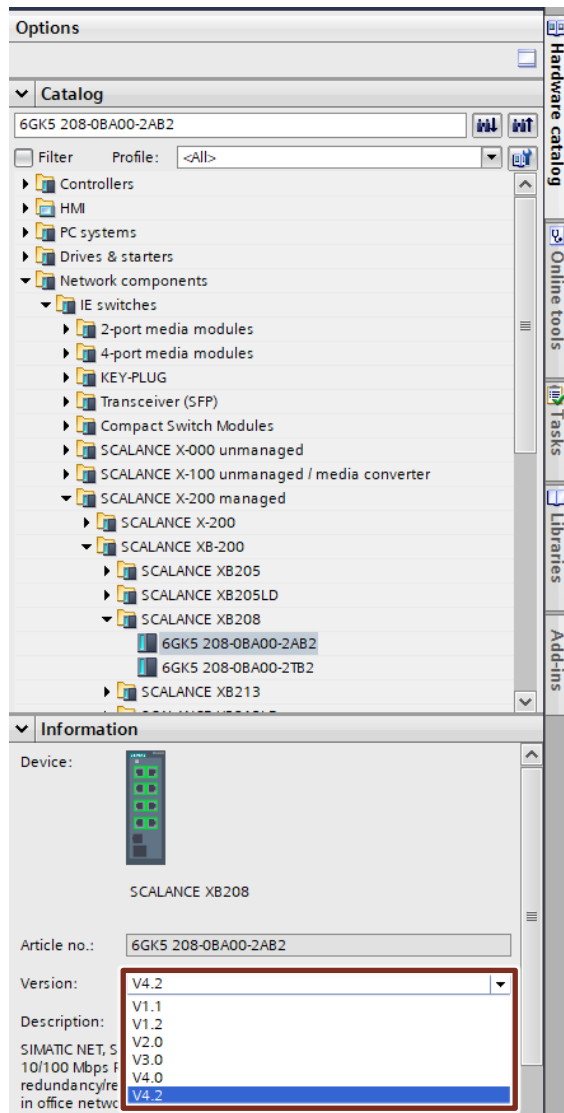 Options
Catalog
6GK5 208-0BA00-2AB2
Filter Profile: <All>
Controllers
HMI
PC systems
Drives & starters
Network components
IE switches
2-port media modules
4-port media modules
KEY-PLUG
Transceiver (SFP)
Compact Switch Modules
SCALANCE X-000 unmanaged
SCALANCE X-100 unmanaged / media converter
SCALANCE X-200 managed
SCALANCE X-200
SCALANCE XB-200
SCALANCE XB205
SCALANCE XB205LD
SCALANCE XB208
6GK5 208-0BA00-2AB2
6GK5 208-0BA00-2TB2
SCALANCE XB213
Information
Device:
SCALANCE XB208
Article no.: 6GK5 208-0BA00-2AB2
Version: V4.2
V1.1
V1.2
Description: V2.0
SIMATIC NET, S V3.0
10/100 Mbps V4.0
redundancy/re V4.2
in office netwo
Hardware catalog
Online tools
Tasks
Libraries
Add-ins